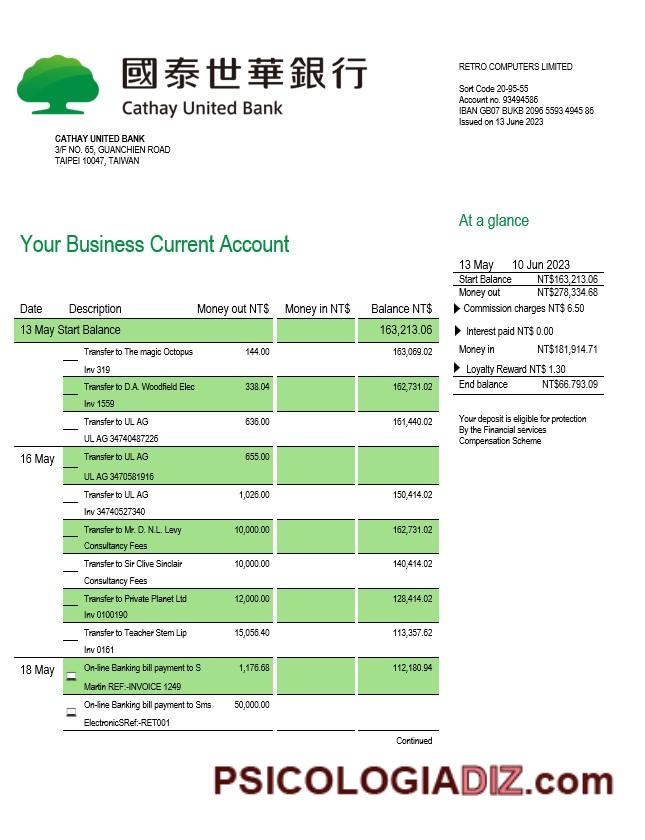 國泰世華銀行
Cathay United Bank
CATHAY UNITED BANK
3/F NO. 65, GUANCHIEN ROAD
TAIPEI 10047, TAIWAN
RETRO COMPUTERS LIMITED
Sort Code 20-95-55
Account no. 93494586
IBAN GB07 BUKB 2096 5593 4945 86
Issued on 13 June 2023
At a glance
13 May 10 Jun 2023
Start Balance NT$163,213.06
Money out NT$278,334.68
Commission charges NT$ 6.50
Interest paid NT$ 0.00
Money in NT$181,914.71
Loyalty Reward NT$ 1.30
End balance NT$66.793.09
Your deposit is eligible for protection
By the Financial services
Compensation Scheme
Your Business Current Account
Date Description Money out NT$ Money in NT$ Balance NT$
13 May Start Balance 163,213.06
Transfer to The magic Octopus 144.00 163,069.02
Inv 319
Transfer to D.A. Woodfield Elec 338.04 162,731.02
Inv 1559
Transfer to UL AG 636.00 161,440.02
UL AG 34740487226
16 May Transfer to UL AG 655.00
UL AG 3470581916
Transfer to UL AG 1,026.00 150,414.02
Inv 34740527340
Transfer to Mr. D. N.L. Levy 10,000.00 162,731.02
Consultancy Fees
Transfer to Sir Clive Sinclair 10,000.00 140,414.02
Consultancy Fees
Transfer to Private Planet Ltd 12,000.00 128,414.02
Inv 0100190
Transfer to Teacher Stem Lip 15,056.40 113,357.62
Inv 0161
18 May On-line Banking bill payment to S 1,176.68 112,180.94
Martin REF:-INVOICE 1249
On-line Banking bill payment to Sms 50,000.00
ElectronicSRef:-RET001
Continued
PSICOLOGIADIZ.com